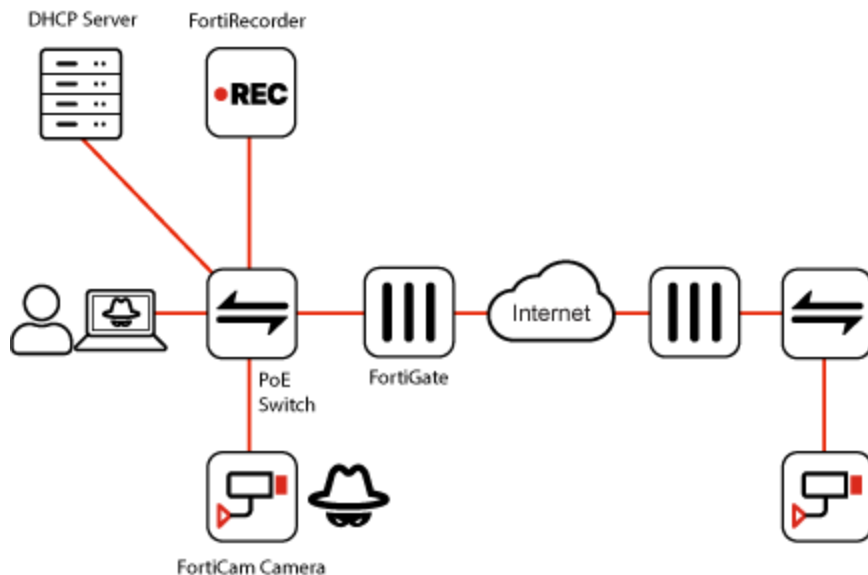 DHCP Server
FortiRecorder
REC
Internet
PoE
Switch
FortiGate
FortiCam Camera